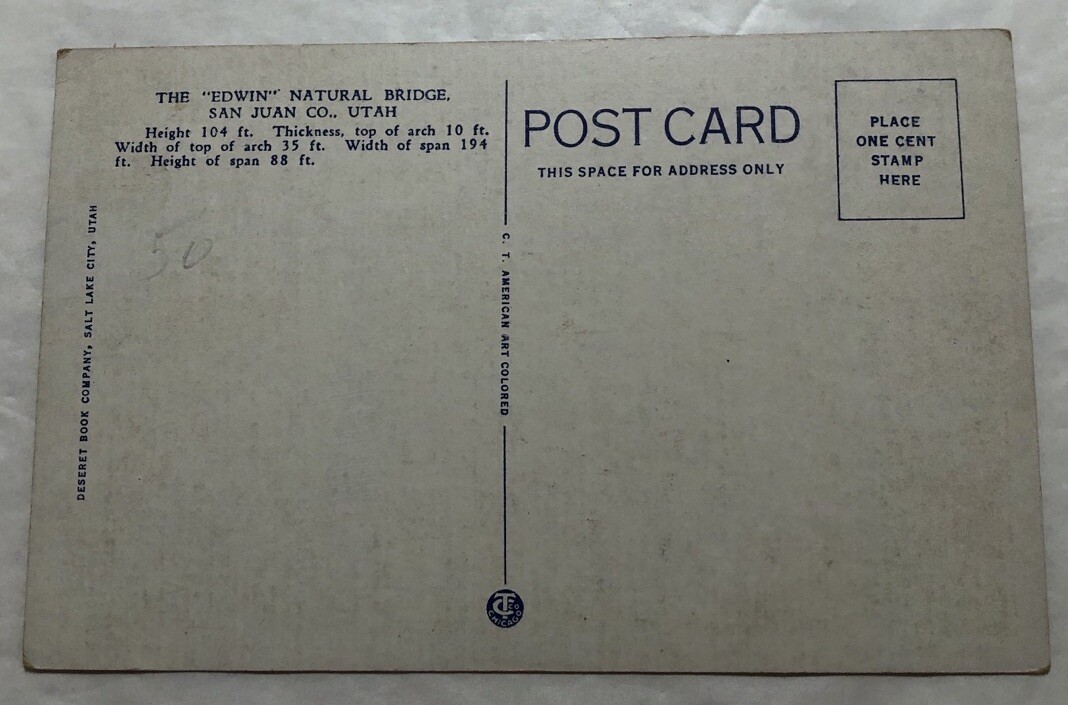 THE "EDWIN" NATURAL BRIDGE,
SAN JUAN CO., UTAH
Height 104 ft. Thickness, top of arch 10 ft.
Width of top of arch 35 ft. Width of span 194
ft. Height of span 88 ft.
50
DESERET BOOK COMPANY, SALT LAKE CITY, UTAH
C. T. AMERICAN ART COLORED
CT
CHICAGO
POST CARD
THIS SPACE FOR ADDRESS ONLY
PLACE
ONE CENT
STAMP
HERE